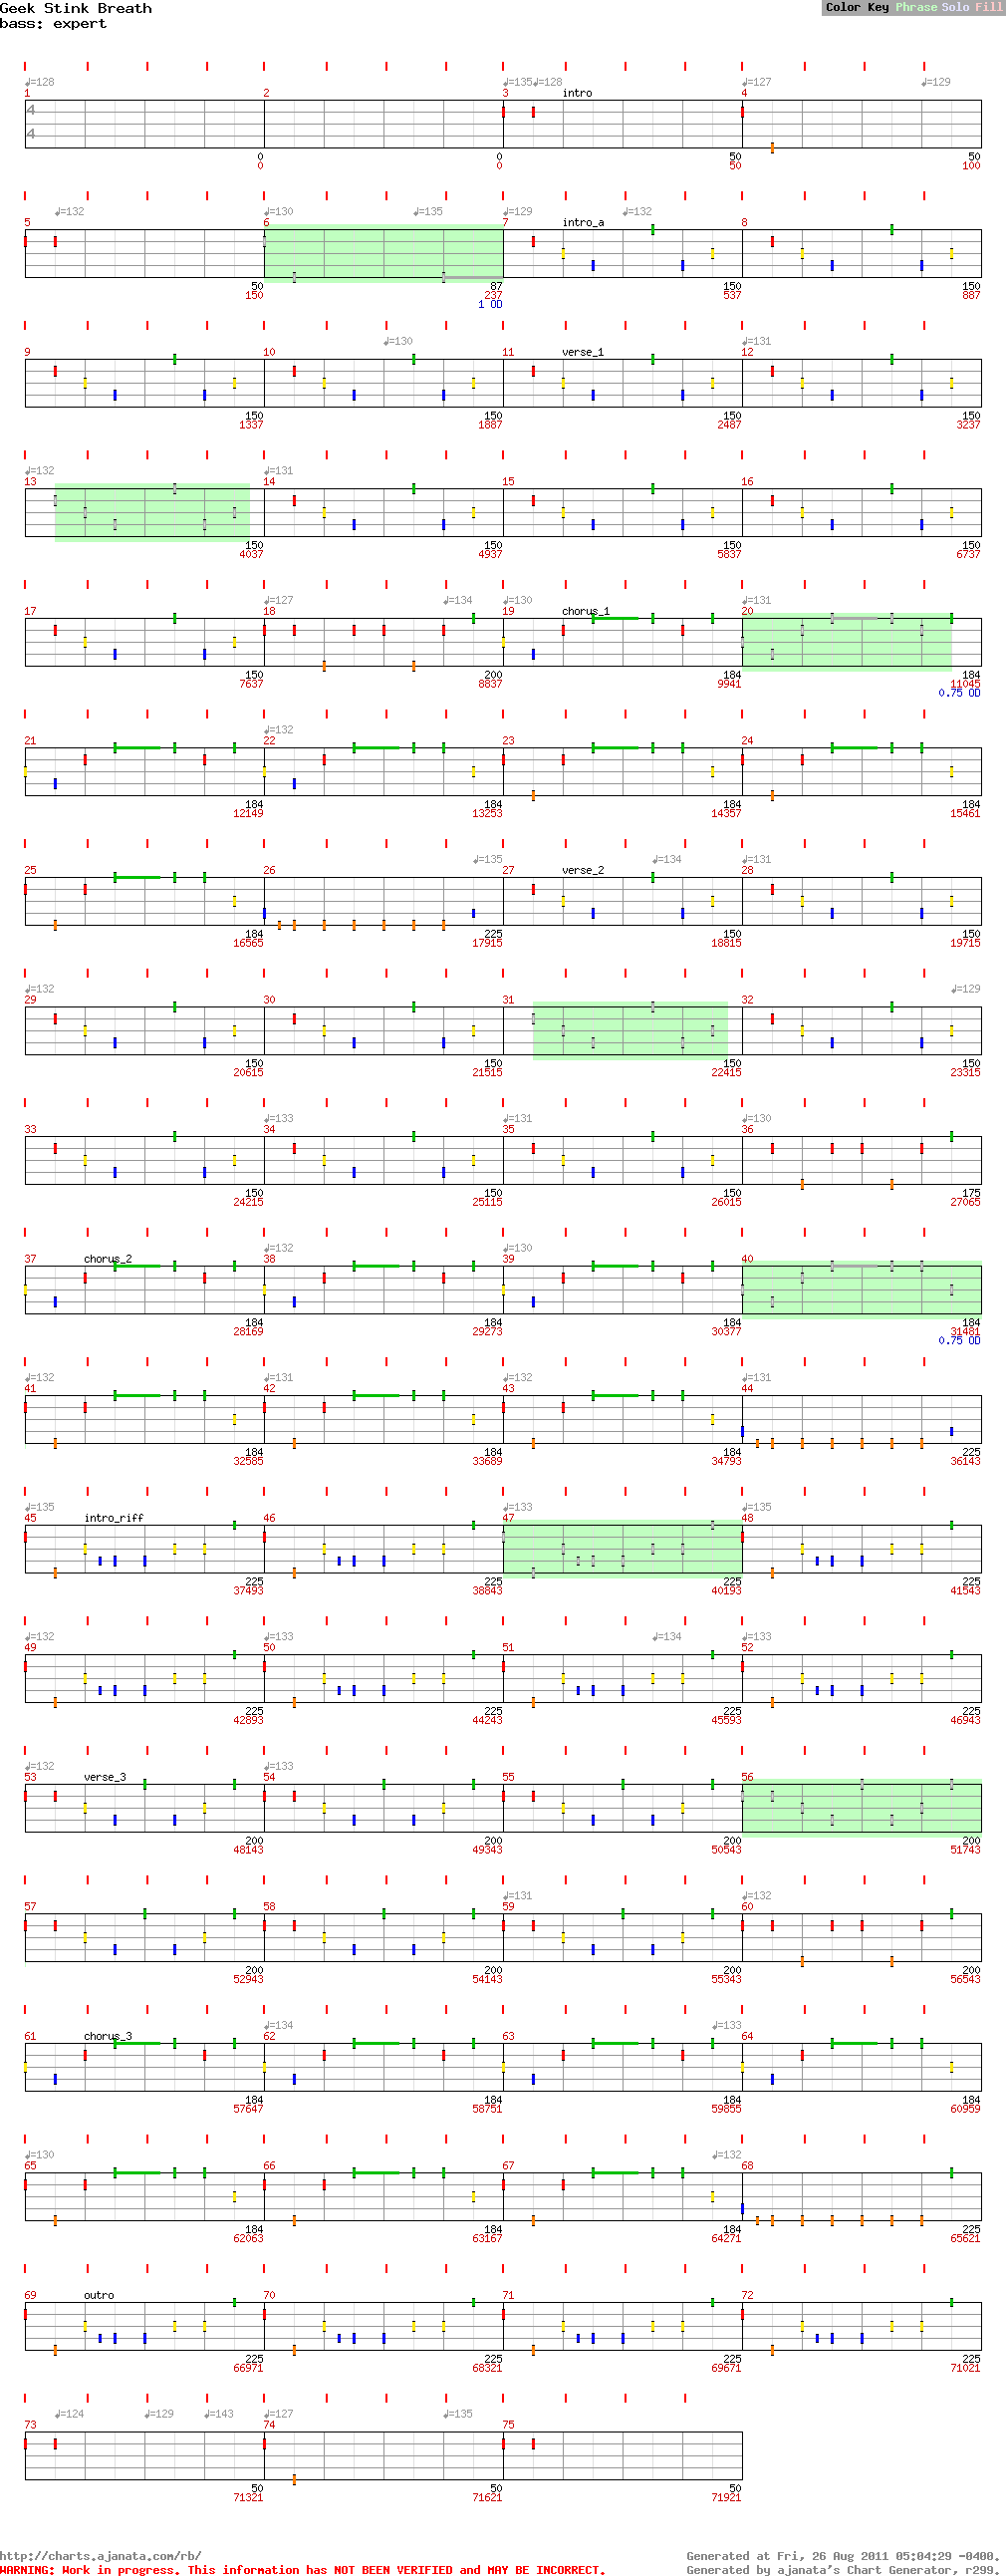 Geek Stink Breath
bass: expert
Color Key Phrase Solo Fill
♩=128 ♩=135 ♩=128 ♩=127 ♩=129
1 2 3 intro 4
4
4
0 0 50 50
0 0 50 100
♩=132 ♩=130 ♩=135 ♩=129 ♩=132
5 6 7 intro_a 8
50 87 150 150
150 237 537 887
1 OD
♩=130 ♩=131
9 10 11 verse_1 12
150 150 150 150
1337 1887 2487 3237
♩=132 ♩=131
13 14 15 16
150 150 150 150
4037 4937 5837 6737
♩=127 ♩=134 ♩=130 ♩=131
17 18 19 chorus_1 20
150 200 184 184
7637 8837 9941 11045
0.75 OD
♩=132
21 22 23 24
184 184 184 184
12149 13253 14357 15461
♩=135 ♩=134 ♩=131
25 26 27 verse_2 28
184 225 150 150
16565 17915 18815 19715
♩=132 ♩=129
29 30 31 32
150 150 150 150
20615 21515 22415 23315
♩=133 ♩=131 ♩=130
33 34 35 36
150 150 150 175
24215 25115 26015 27065
♩=132 ♩=130
37 chorus_2 38 39 40
184 184 184 184
28169 29273 30377 31481
0.75 OD
♩=132 ♩=131 ♩=132 ♩=131
41 42 43 44
184 184 184 225
32585 33689 34793 36143
♩=135 ♩=133 ♩=135
45 intro_riff 46 47 48
225 225 225 225
37493 38843 40193 41543
♩=132 ♩=133 ♩=134 ♩=133
49 50 51 52
225 225 225 225
42893 44243 45593 46943
♩=132 ♩=133
53 verse_3 54 55 56
200 200 200 200
48143 49343 50543 51743
♩=131 ♩=132
57 58 59 60
200 200 200 200
52943 54143 55343 56543
♩=134 ♩=133
61 chorus_3 62 63 64
184 184 184 184
57647 58751 59855 60959
♩=130 ♩=132
65 66 67 68
184 184 184 225
62063 63167 64271 65621
69 outro 70 71 72
225 225 225 225
66971 68321 69671 71021
♩=124 ♩=129 ♩=143 ♩=127 ♩=135
73 74 75
50 50 50
71321 71621 71921
http://charts.ajanata.com/rb/
WARNING: Work in progress. This information has NOT BEEN VERIFIED and MAY BE INCORRECT.
Generated at Fri, 26 Aug 2011 05:04:29 -0400.
Generated by ajanata's Chart Generator, r299.